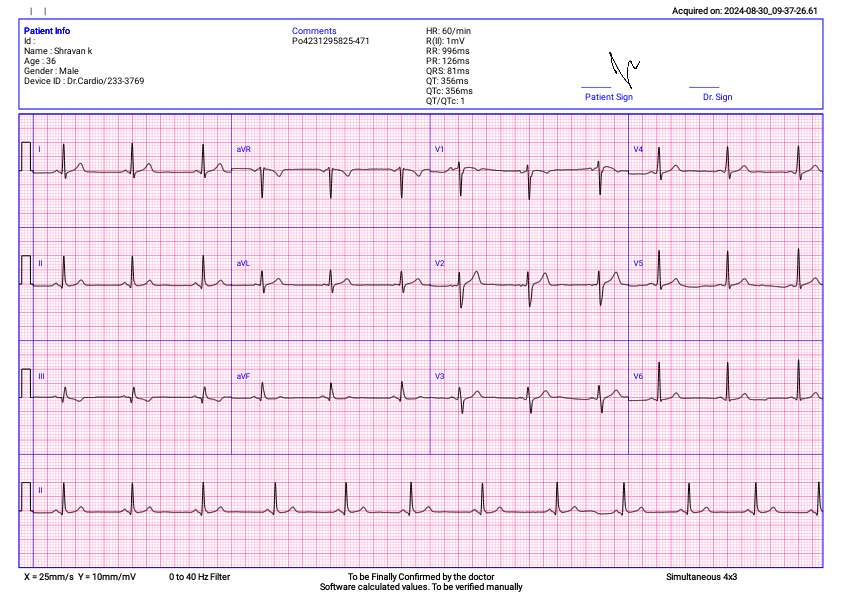 Acquired on: 2024-08-30_09-37-26.61
Patient Info
Id :
Name : Shravan k
Age : 36
Gender : Male
Device ID : Dr.Cardio/233-3769
Comments
Po4231295825-471
HR: 60/min
R(II): 1mV
RR: 996ms
PR: 126ms
QRS: 81ms
QT: 356ms
QTc: 356ms
QT/QTc: 1
Patient Sign
Dr. Sign
I aVR V1 V4
II aVL V2 V5
III aVF V3 V6
II
X = 25mm/s Y = 10mm/mV 0 to 40 Hz Filter To be Finally Confirmed by the doctor Simultaneous 4x3
Software calculated values. To be verified manually